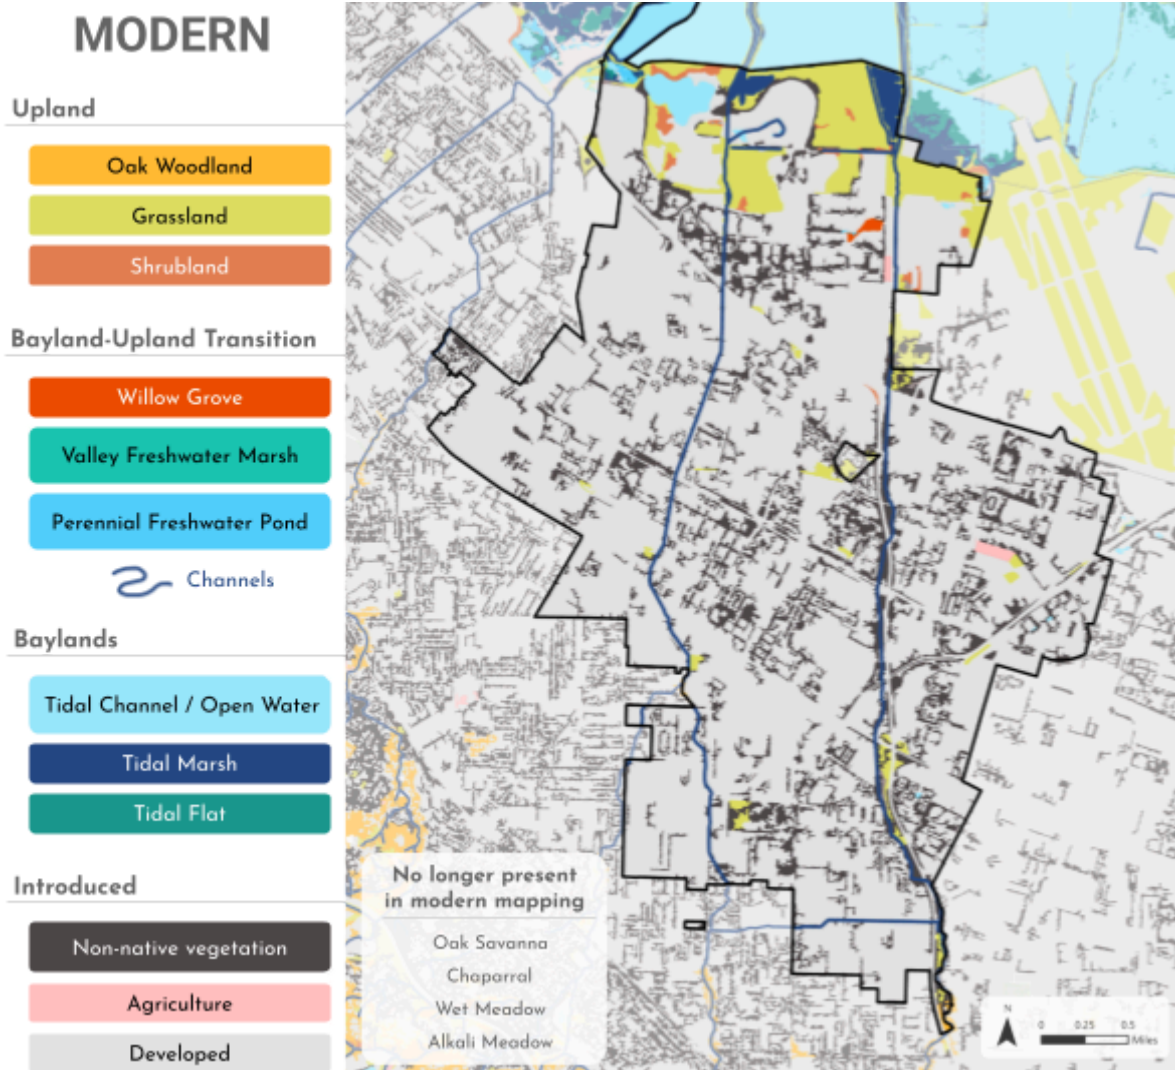 MODERN
Upland
Oak Woodland
Grassland
Shrubland
Bayland-Upland Transition
Willow Grove
Valley Freshwater Marsh
Perennial Freshwater Pond
Channels
Baylands
Tidal Channel / Open Water
Tidal Marsh
Tidal Flat
Introduced
Non-native vegetation
Agriculture
Developed
No longer present
in modern mapping
Oak Savanna
Chaparral
Wet Meadow
Alkali Meadow
N
0 0.25 0.5
Miles